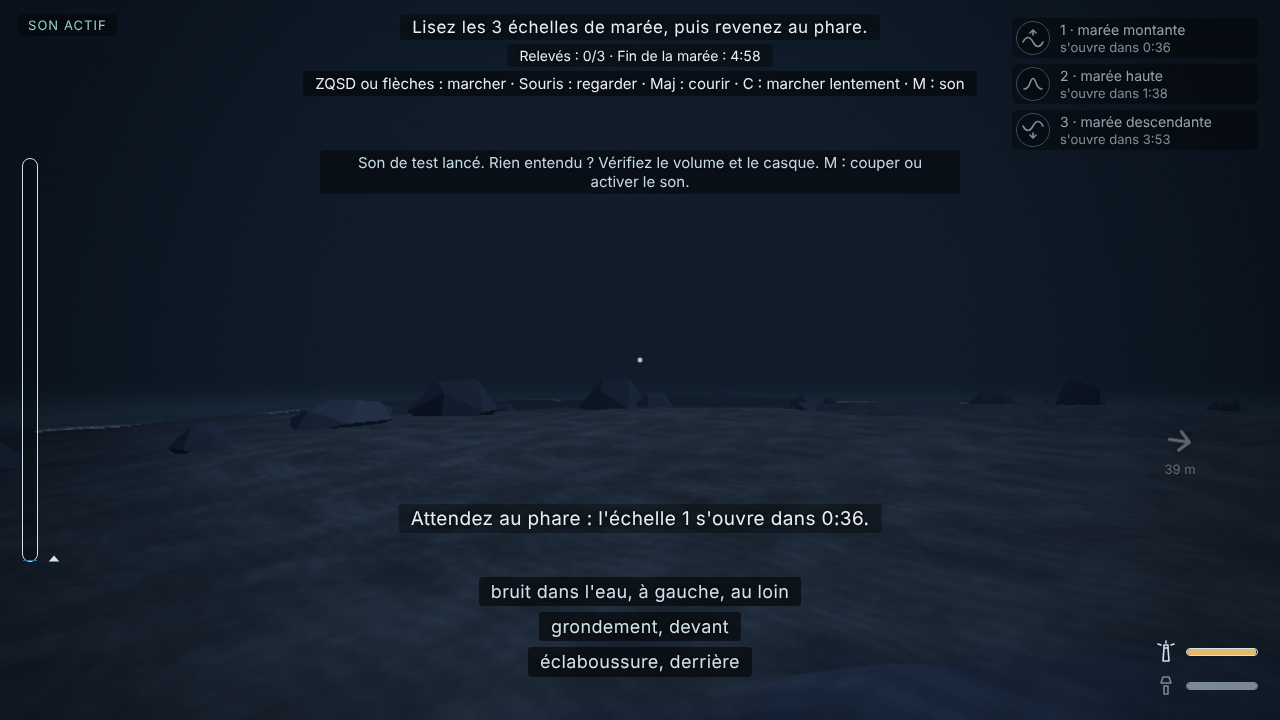 SON ACTIF
Lisez les 3 échelles de marée, puis revenez au phare.
Relevés : 0/3 · Fin de la marée : 4:58
ZQSD ou flèches : marcher · Souris : regarder · Maj : courir · C : marcher lentement · M : son
1 · marée montante
s'ouvre dans 0:36
2 · marée haute
s'ouvre dans 1:38
3 · marée descendante
s'ouvre dans 3:53
Son de test lancé. Rien entendu ? Vérifiez le volume et le casque. M : couper ou
activer le son.
39 m
Attendez au phare : l'échelle 1 s'ouvre dans 0:36.
bruit dans l'eau, à gauche, au loin
grondement, devant
éclaboussure, derrière